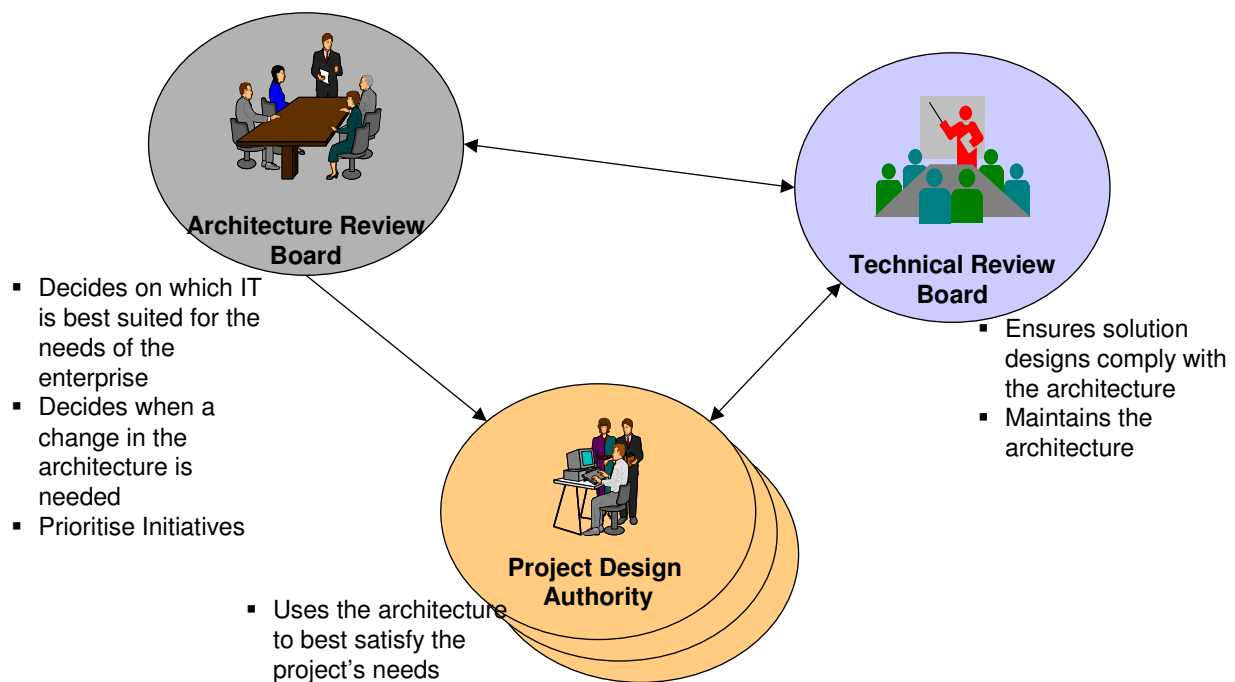 Architecture Review
Board
Technical Review
Board
▪ Decides on which IT
is best suited for the
needs of the
enterprise
▪ Decides when a
change in the
architecture is
needed
▪ Prioritise Initiatives
▪ Ensures solution
designs comply with
the architecture
▪ Maintains the
architecture
Project Design
Authority
▪ Uses the architecture
to best satisfy the
project’s needs